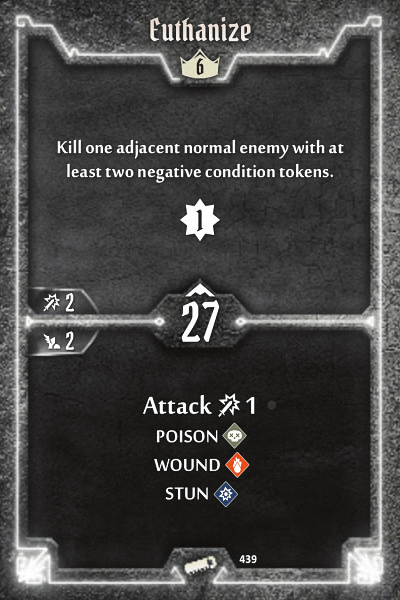 Euthanize
6
Kill one adjacent normal enemy with at
least two negative condition tokens.
1
2
27
2
Attack 1
POISON
WOUND
STUN
439